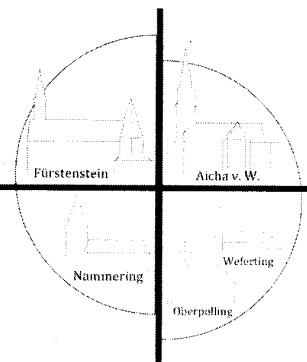 Fürstenstein
Aicha v. W.
Nammering
Weferting
Oberpolling